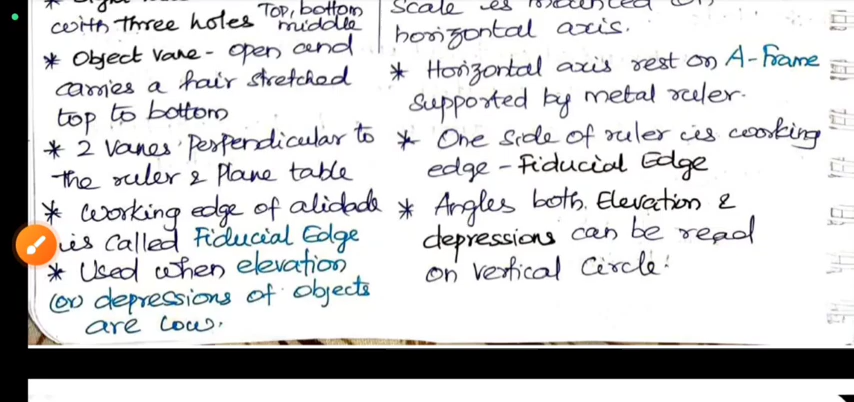 with three holes Top, bottom middle
* Object vane - open and
carries a hair stretched
top to bottom
* 2 vanes perpendicular to
the ruler & plane table
* Working edge of alidade
is called Fiducial Edge
* Used when elevation
(or) depressions of objects
are low.
Scale is
horizontal axis.
* Horizontal axis rest on A-Frame
supported by metal ruler.
* One side of ruler is working
edge - Fiducial Edge
* Angles both Elevation &
depressions can be read
on vertical circle.